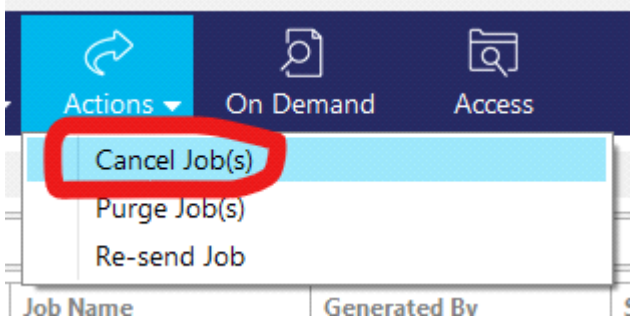 Actions On Demand Access
Cancel Job(s)
Purge Job(s)
Re-send Job
Job Name Generated By